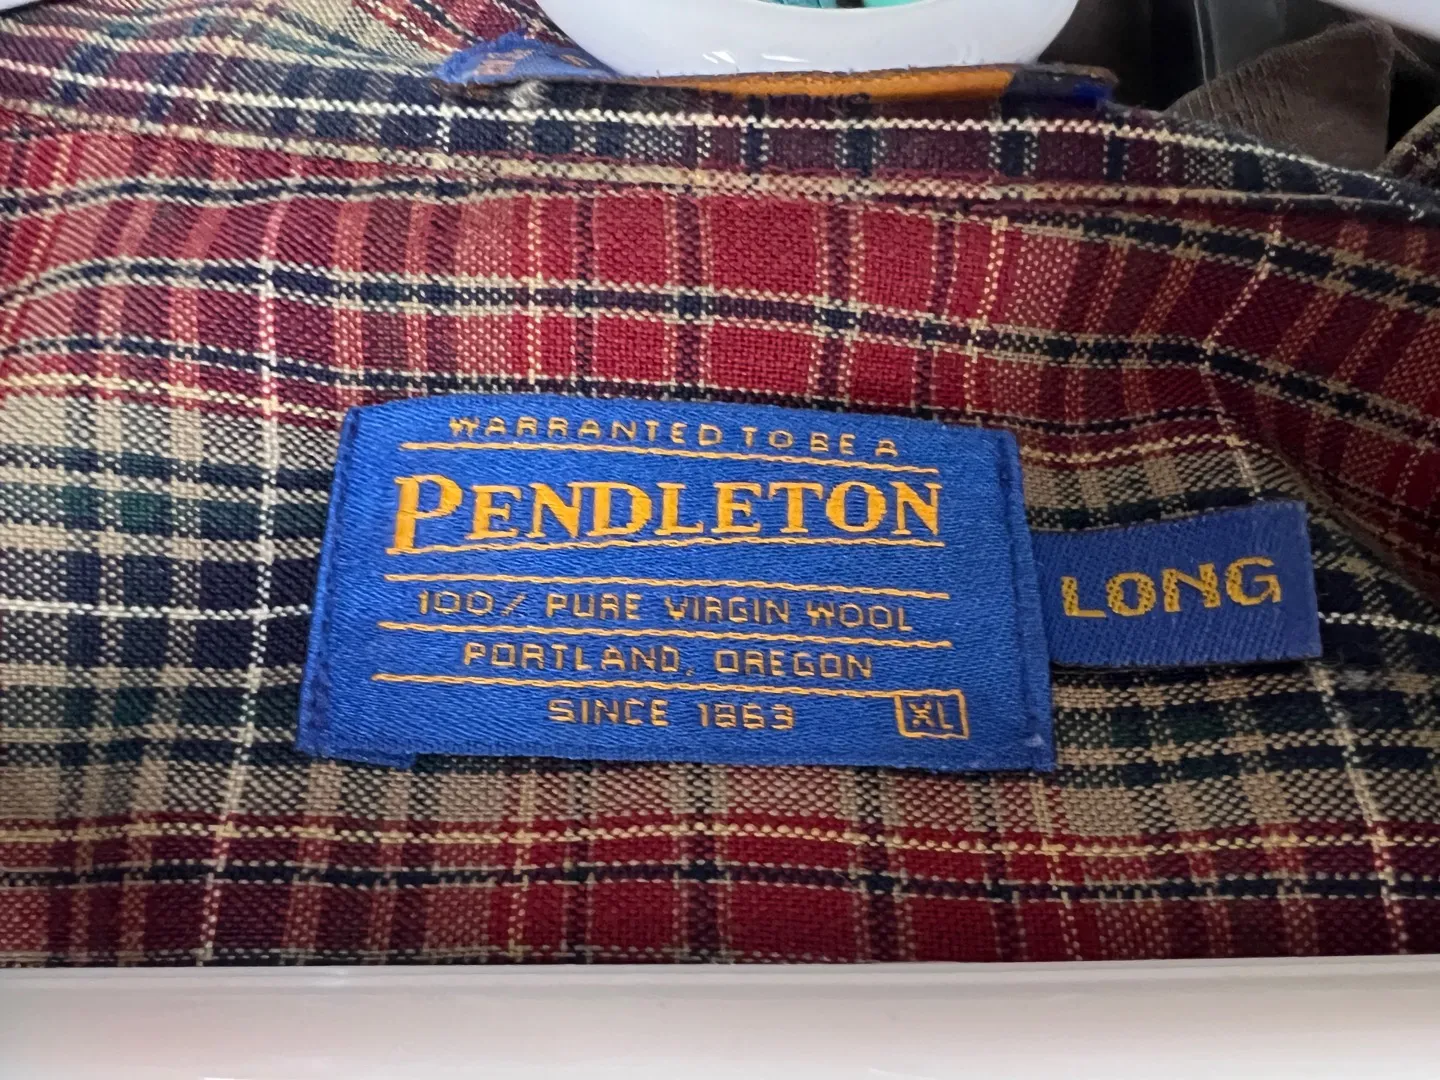 WARRANTED TO BE A
PENDLETON
100% PURE VIRGIN WOOL
PORTLAND, OREGON
SINCE 1863
XL
LONG